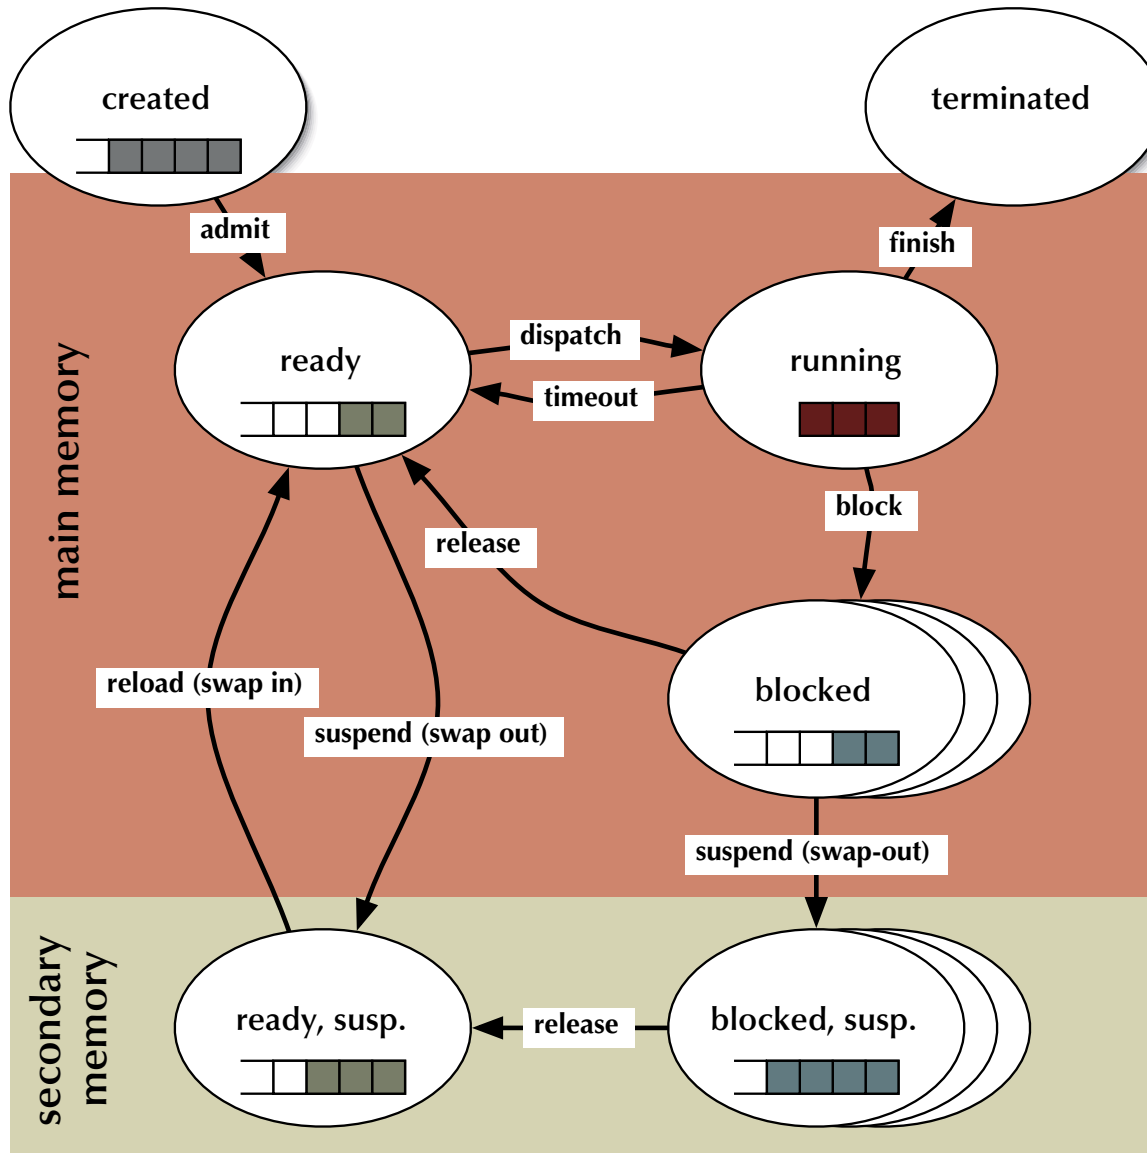 created
terminated
admit
finish
ready
dispatch
running
timeout
main memory
block
release
reload (swap in)
blocked
suspend (swap out)
suspend (swap-out)
secondary
memory
ready, susp.
release
blocked, susp.